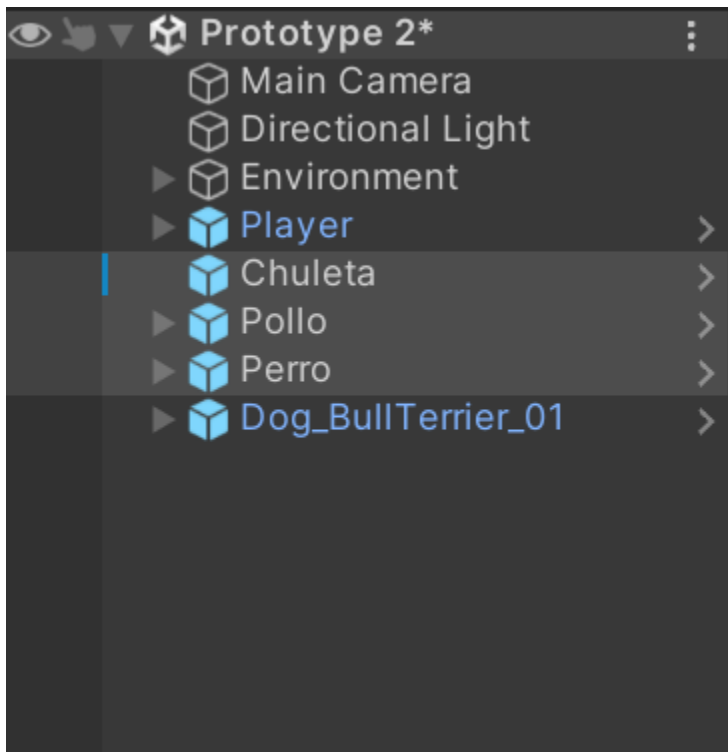 Prototype 2*
Main Camera
Directional Light
Environment
Player
Chuleta
Pollo
Perro
Dog_BullTerrier_01